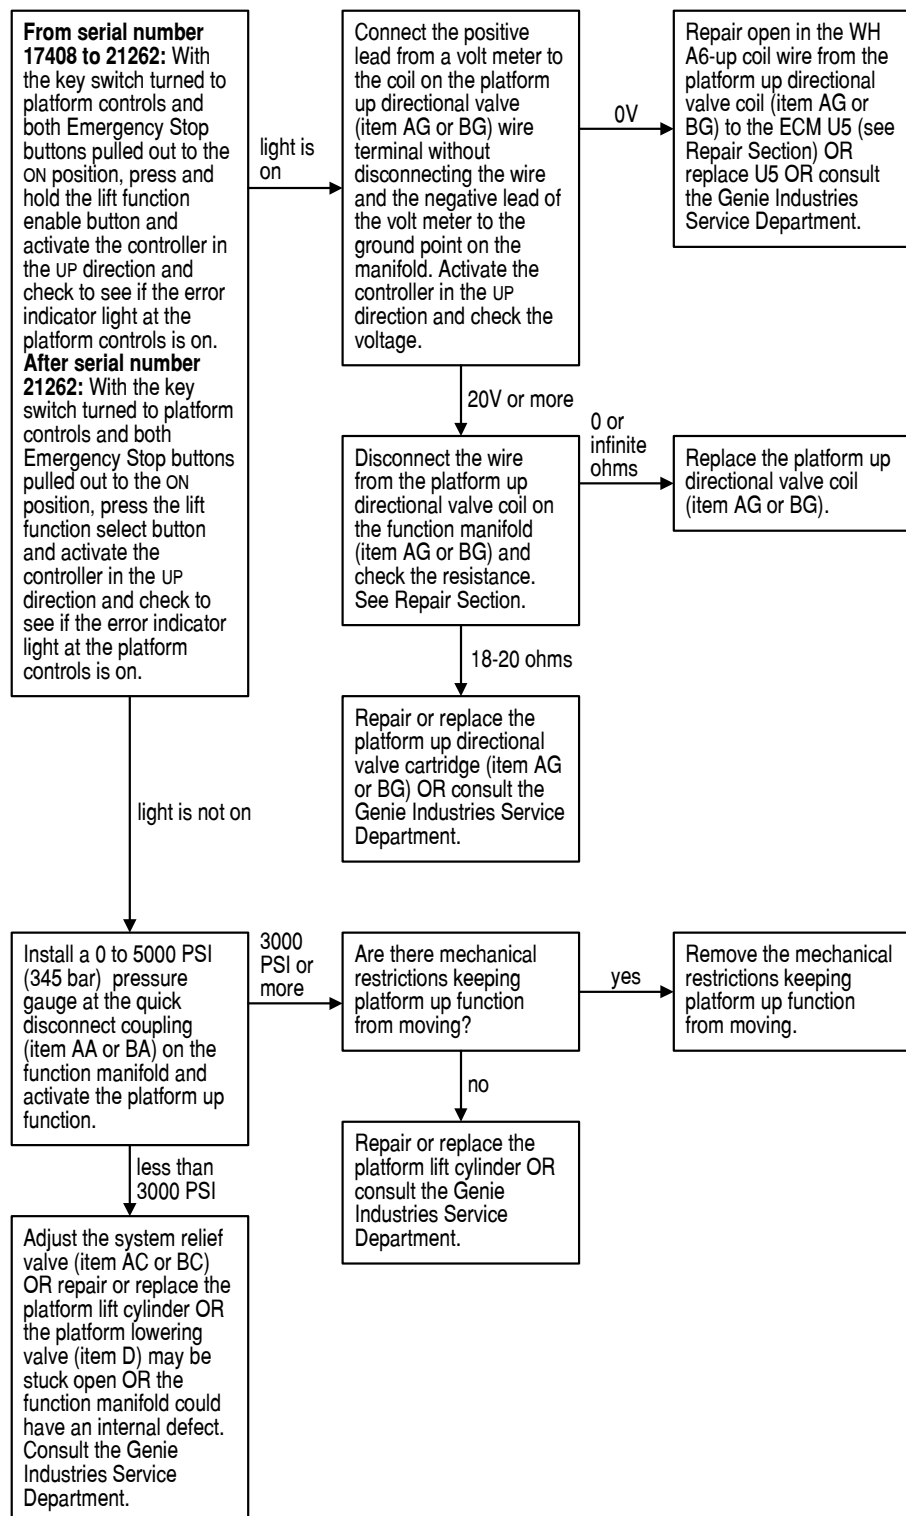 From serial number
17408 to 21262: With
the key switch turned to
platform controls and
both Emergency Stop
buttons pulled out to the
ON position, press and
hold the lift function
enable button and
activate the controller in
the UP direction and
check to see if the error
indicator light at the
platform controls is on.
After serial number
21262: With the key
switch turned to platform
controls and both
Emergency Stop buttons
pulled out to the ON
position, press the lift
function select button
and activate the
controller in the UP
direction and check to
see if the error indicator
light at the platform
controls is on.
light is
on
Connect the positive
lead from a volt meter to
the coil on the platform
up directional valve
(item AG or BG) wire
terminal without
disconnecting the wire
and the negative lead of
the volt meter to the
ground point on the
manifold. Activate the
controller in the UP
direction and check the
voltage.
0V
Repair open in the WH
A6-up coil wire from the
platform up directional
valve coil (item AG or
BG) to the ECM U5 (see
Repair Section) OR
replace U5 OR consult
the Genie Industries
Service Department.
20V or more
Disconnect the wire
from the platform up
directional valve coil on
the function manifold
(item AG or BG) and
check the resistance.
See Repair Section.
0 or
infinite
ohms
Replace the platform up
directional valve coil
(item AG or BG).
18-20 ohms
Repair or replace the
platform up directional
valve cartridge (item AG
or BG) OR consult the
Genie Industries Service
Department.
light is not on
Install a 0 to 5000 PSI
(345 bar) pressure
gauge at the quick
disconnect coupling
(item AA or BA) on the
function manifold and
activate the platform up
function.
3000
PSI or
more
Are there mechanical
restrictions keeping
platform up function
from moving?
yes
Remove the mechanical
restrictions keeping
platform up function
from moving.
no
Repair or replace the
platform lift cylinder OR
consult the Genie
Industries Service
Department.
less than
3000 PSI
Adjust the system relief
valve (item AC or BC)
OR repair or replace the
platform lift cylinder OR
the platform lowering
valve (item D) may be
stuck open OR the
function manifold could
have an internal defect.
Consult the Genie
Industries Service
Department.